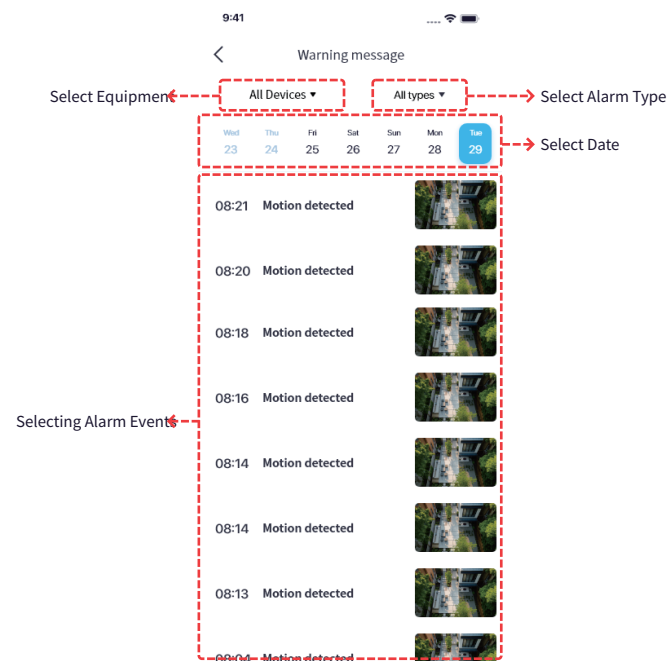 9:41
Warning message
Select Equipment
All Devices ▾
All types ▾
Select Alarm Type
Wed Thu Fri Sat Sun Mon Tue
23 24 25 26 27 28 29
Select Date
08:21 Motion detected
08:20 Motion detected
08:18 Motion detected
08:16 Motion detected
Selecting Alarm Events
08:14 Motion detected
08:14 Motion detected
08:13 Motion detected
08:04 Motion detected